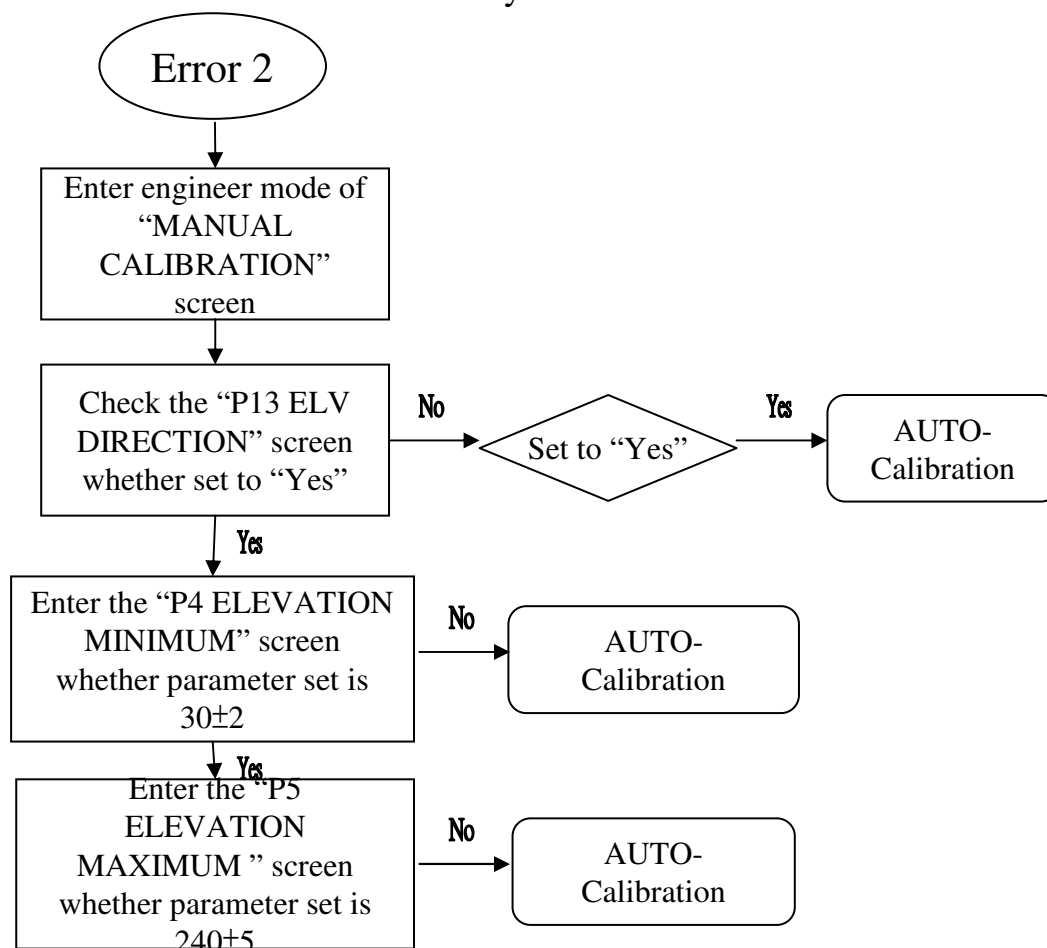 Error 2
Enter engineer mode of
“MANUAL
CALIBRATION”
screen
Check the “P13 ELV
DIRECTION” screen
whether set to “Yes”
No
Set to “Yes”
Yes
AUTO-
Calibration
Yes
Enter the “P4 ELEVATION
MINIMUM” screen
whether parameter set is
30±2
No
AUTO-
Calibration
Yes
Enter the “P5
ELEVATION
MAXIMUM ” screen
whether parameter set is
240±5
No
AUTO-
Calibration